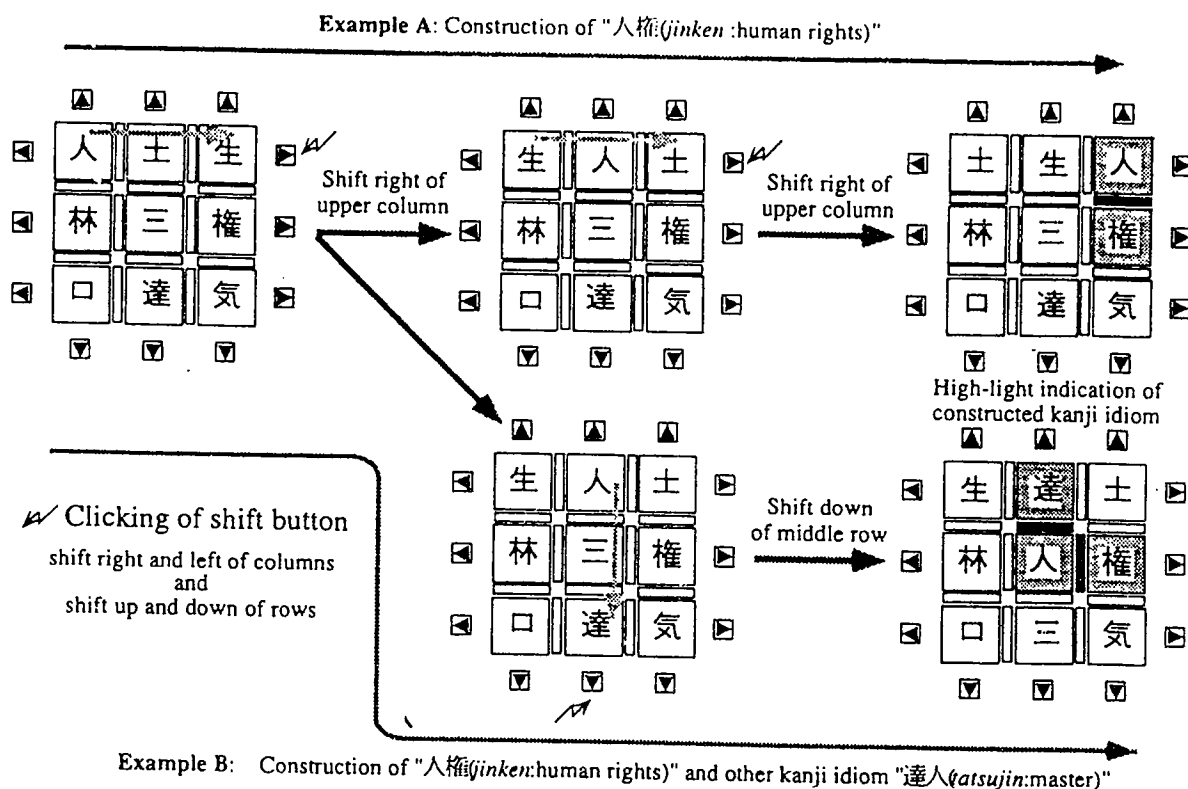 Example A: Construction of "人権(jinken :human rights)"
人 士 生
林 三 権
口 達 気
Shift right of
upper column
生 人 士
林 三 権
口 達 気
Shift right of
upper column
士 生 人
林 三 権
口 達 気
High-light indication of
constructed kanji idiom
Clicking of shift button
shift right and left of columns
and
shift up and down of rows
生 人 士
林 三 権
口 達 気
Shift down
of middle row
生 達 士
林 人 権
口 三 気
Example B: Construction of "人権(jinken:human rights)" and other kanji idiom "達人(tatsujin:master)"